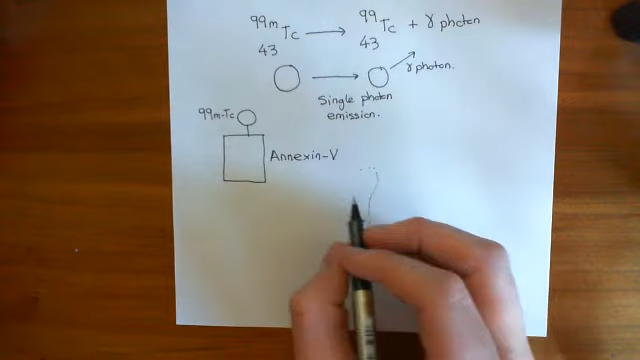 99m Tc 43 → 99 Tc 43 + γ photon
γ photon.
Single photon
emission.
99m-Tc
Annexin-V